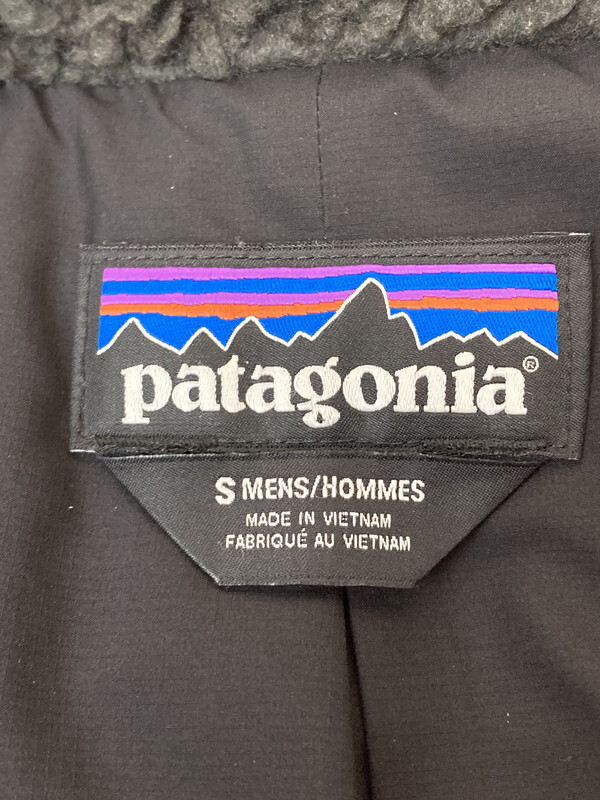 patagonia®
S MENS/HOMMES
MADE IN VIETNAM
FABRIQUÉ AU VIETNAM